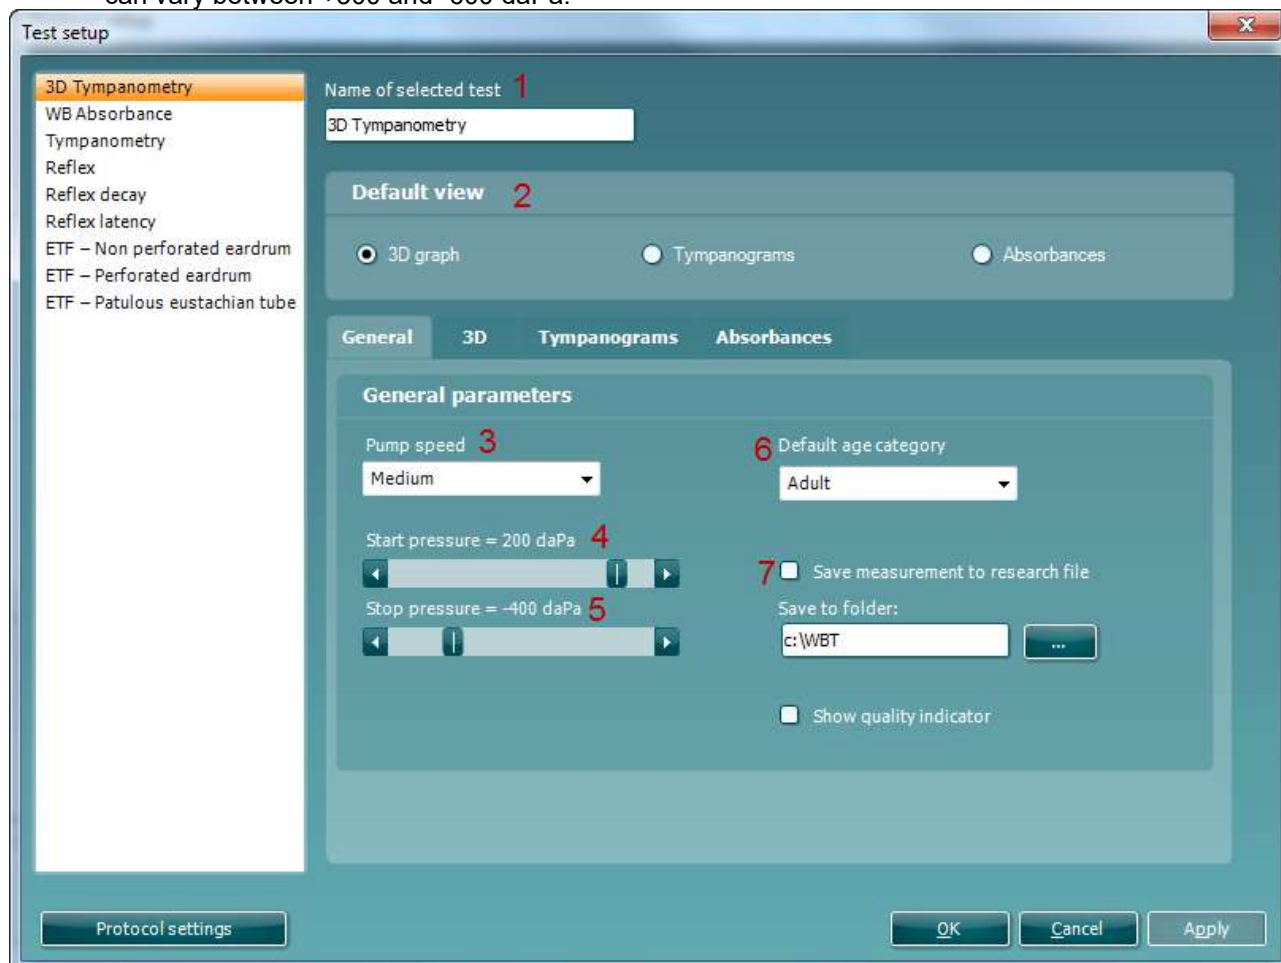 Test setup
X
3D Tympanometry
WB Absorbance
Tympanometry
Reflex
Reflex decay
Reflex latency
ETF – Non perforated eardrum
ETF – Perforated eardrum
ETF – Patulous eustachian tube
Name of selected test 1
3D Tympanometry
Default view 2
3D graph Tympanograms Absorbances
General 3D Tympanograms Absorbances
General parameters
Pump speed 3
Medium
Start pressure = 200 daPa 4
Stop pressure = -400 daPa 5
6 Default age category
Adult
7 Save measurement to research file
Save to folder:
c:\WBT ...
Show quality indicator
Protocol settings
OK Cancel Apply